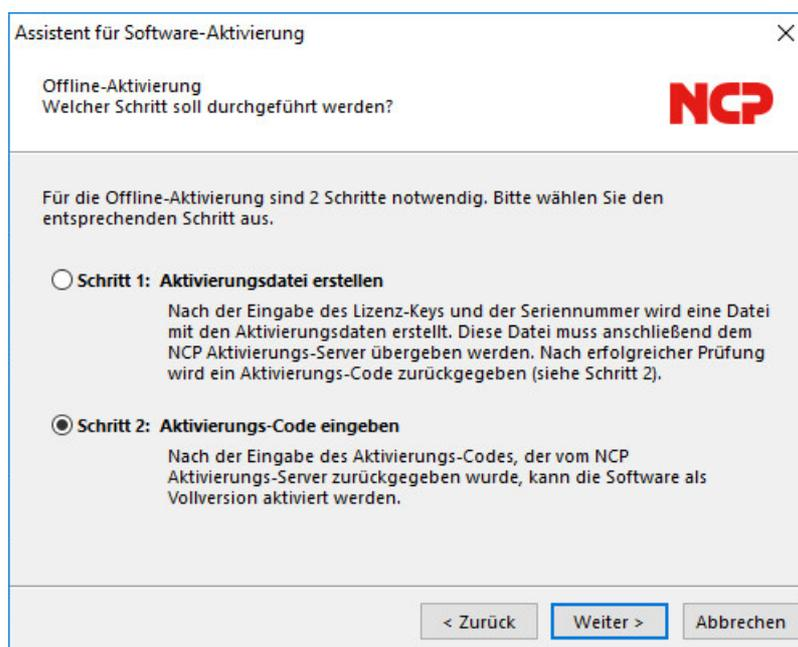 Assistent für Software-Aktivierung
Offline-Aktivierung
Welcher Schritt soll durchgeführt werden?
NCP
Für die Offline-Aktivierung sind 2 Schritte notwendig. Bitte wählen Sie den
entsprechenden Schritt aus.
Schritt 1: Aktivierungsdatei erstellen
Nach der Eingabe des Lizenz-Keys und der Seriennummer wird eine Datei
mit den Aktivierungsdaten erstellt. Diese Datei muss anschließend dem
NCP Aktivierungs-Server übergeben werden. Nach erfolgreicher Prüfung
wird ein Aktivierungs-Code zurückgegeben (siehe Schritt 2).
Schritt 2: Aktivierungs-Code eingeben
Nach der Eingabe des Aktivierungs-Codes, der vom NCP
Aktivierungs-Server zurückgegeben wurde, kann die Software als
Vollversion aktiviert werden.
< Zurück
Weiter >
Abbrechen